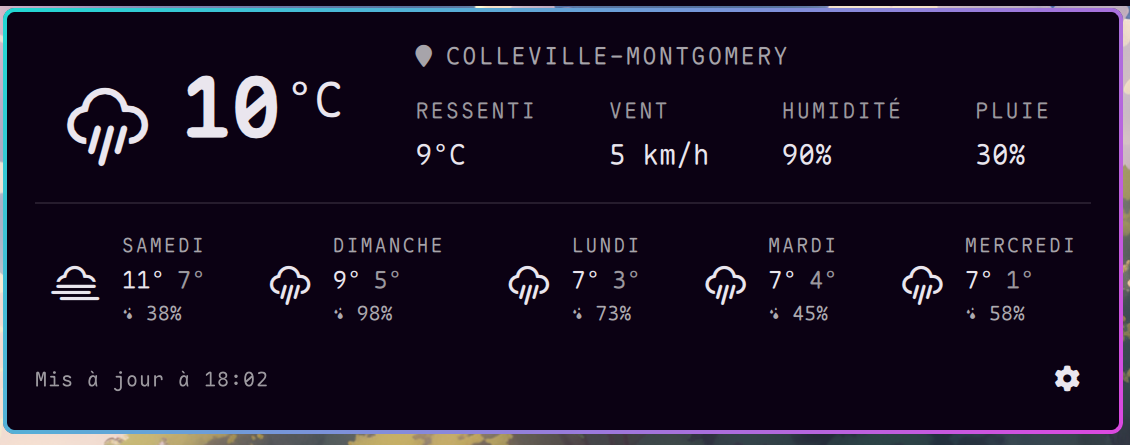 10°C
COLLEVILLE-MONTGOMERY
RESSENTI VENT HUMIDITÉ PLUIE
9°C 5 km/h 90% 30%
SAMEDI DIMANCHE LUNDI MARDI MERCREDI
11° 7° 9° 5° 7° 3° 7° 4° 7° 1°
38% 98% 73% 45% 58%
Mis à jour à 18:02